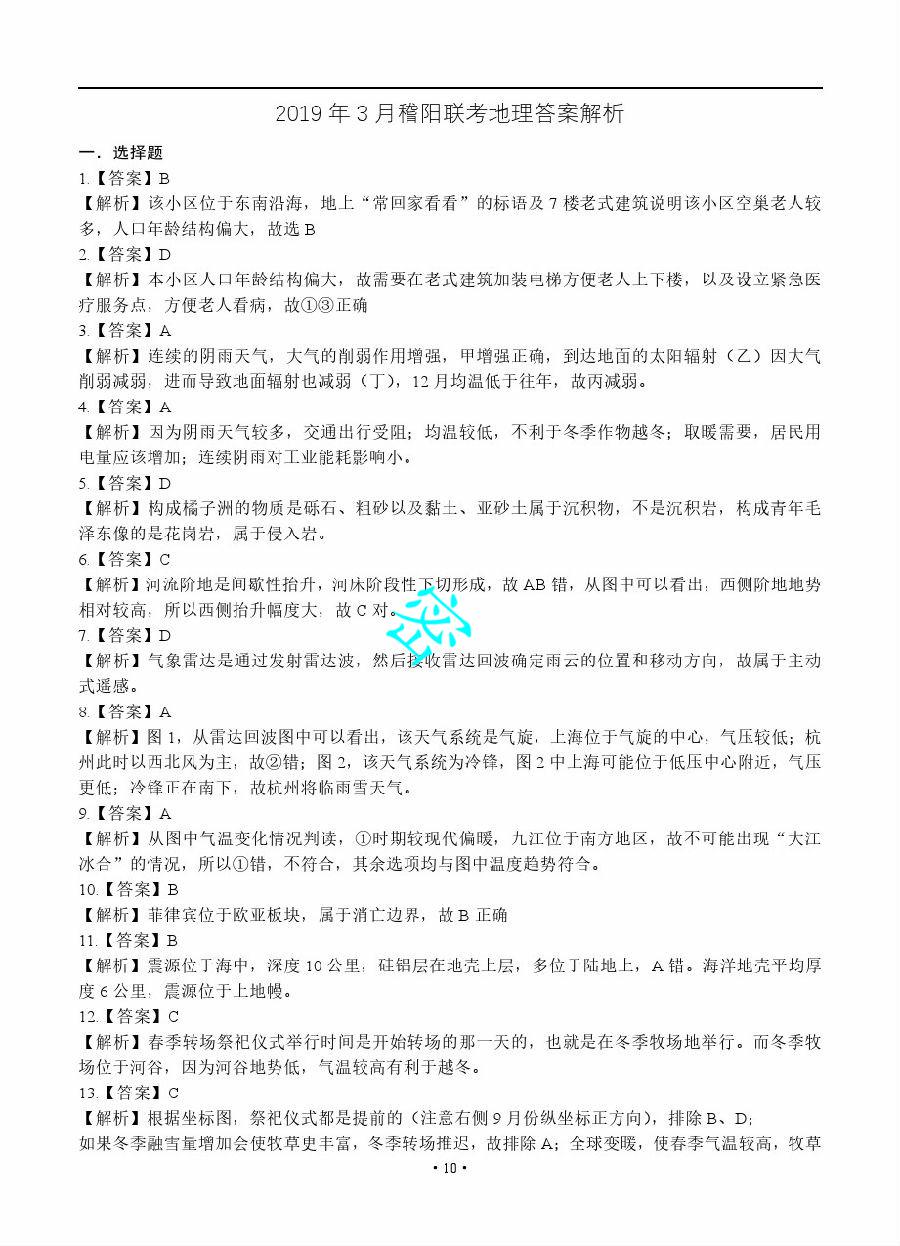 2019 年 3 月稽阳联考地理答案解析
一．选择题
1.【答案】B
【解析】该小区位于东南沿海，地上“常回家看看”的标语及 7 楼老式建筑说明该小区空巢老人较
多，人口年龄结构偏大，故选 B
2.【答案】D
【解析】本小区人口年龄结构偏大，故需要在老式建筑加装电梯方便老人上下楼，以及设立紧急医
疗服务点，方便老人看病，故①③正确
3.【答案】A
【解析】连续的阴雨天气，大气的削弱作用增强，甲增强正确，到达地面的太阳辐射（乙）因大气
削弱减弱，进而导致地面辐射也减弱（丁），12 月均温低于往年，故丙减弱。
4.【答案】A
【解析】因为阴雨天气较多，交通出行受阻；均温较低，不利于冬季作物越冬；取暖需要，居民用
电量应该增加；连续阴雨对工业能耗影响小。
5.【答案】D
【解析】构成橘子洲的物质是砾石、粗砂以及黏土、亚砂土属于沉积物，不是沉积岩，构成青年毛
泽东像的是花岗岩，属于侵入岩。
6.【答案】C
【解析】河流阶地是间歇性抬升，河床阶段性下切形成，故 AB 错，从图中可以看出，西侧阶地地势
相对较高，所以西侧抬升幅度大，故 C 对。
7.【答案】D
【解析】气象雷达是通过发射雷达波，然后接收雷达回波确定雨云的位置和移动方向，故属于主动
式遥感。
8.【答案】A
【解析】图 1，从雷达回波图中可以看出，该天气系统是气旋，上海位于气旋的中心，气压较低；杭
州此时以西北风为主，故②错；图 2，该天气系统为冷锋，图 2 中上海可能位于低压中心附近，气压
更低；冷锋正在南下，故杭州将临雨雪天气。
9.【答案】A
【解析】从图中气温变化情况判读，①时期较现代偏暖，九江位于南方地区，故不可能出现“大江
冰合”的情况，所以①错，不符合，其余选项均与图中温度趋势符合。
10.【答案】B
【解析】菲律宾位于欧亚板块，属于消亡边界，故 B 正确
11.【答案】B
【解析】震源位于海中，深度 10 公里，硅铝层在地壳上层，多位于陆地上，A 错。海洋地壳平均厚
度 6 公里，震源位于上地幔。
12.【答案】C
【解析】春季转场祭祀仪式举行时间是开始转场的那一天的，也就是在冬季牧场地举行。而冬季牧
场位于河谷，因为河谷地势低，气温较高有利于越冬。
13.【答案】C
【解析】根据坐标图，祭祀仪式都是提前的（注意右侧 9 月份纵坐标正方向），排除 B、D；
如果冬季融雪量增加会使牧草更丰富，冬季转场推迟，故排除 A；全球变暖，使春季气温较高，牧草
• 10 •